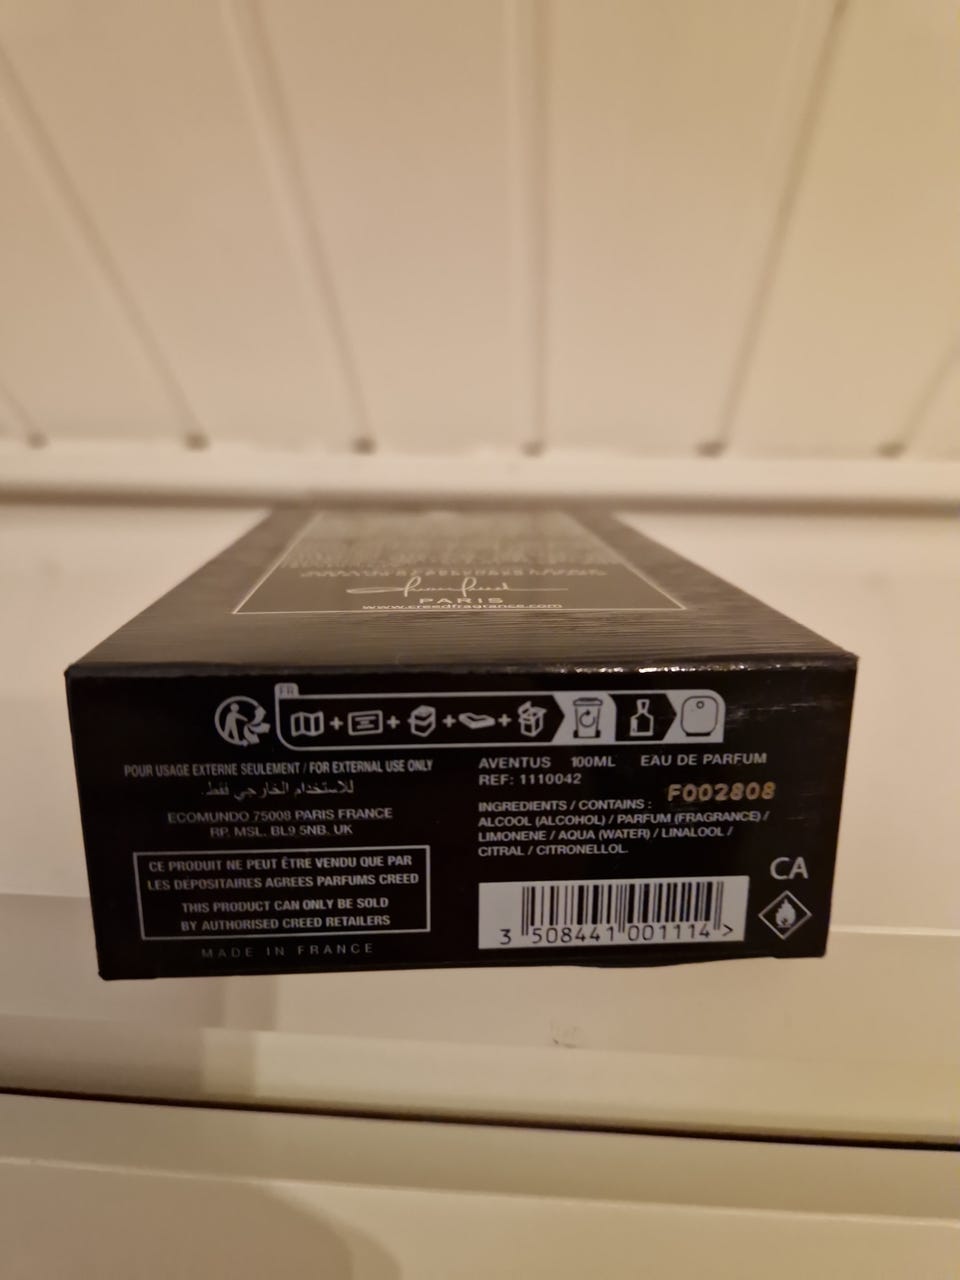 PARIS
www.creedfragrance.com
FR
POUR USAGE EXTERNE SEULEMENT / FOR EXTERNAL USE ONLY
للاستخدام الخارجي فقط.
ECOMUNDO 75008 PARIS FRANCE
RP. MSL. BL9 5NB. UK
CE PRODUIT NE PEUT ÊTRE VENDU QUE PAR
LES DÉPOSITAIRES AGREES PARFUMS CREED
THIS PRODUCT CAN ONLY BE SOLD
BY AUTHORISED CREED RETAILERS
MADE IN FRANCE
AVENTUS 100ML EAU DE PARFUM
REF: 1110042
F002808
INGREDIENTS / CONTAINS :
ALCOOL (ALCOHOL) / PARFUM (FRAGRANCE) /
LIMONENE / AQUA (WATER) / LINALOOL /
CITRAL / CITRONELLOL.
CA
3 508441 001114 >